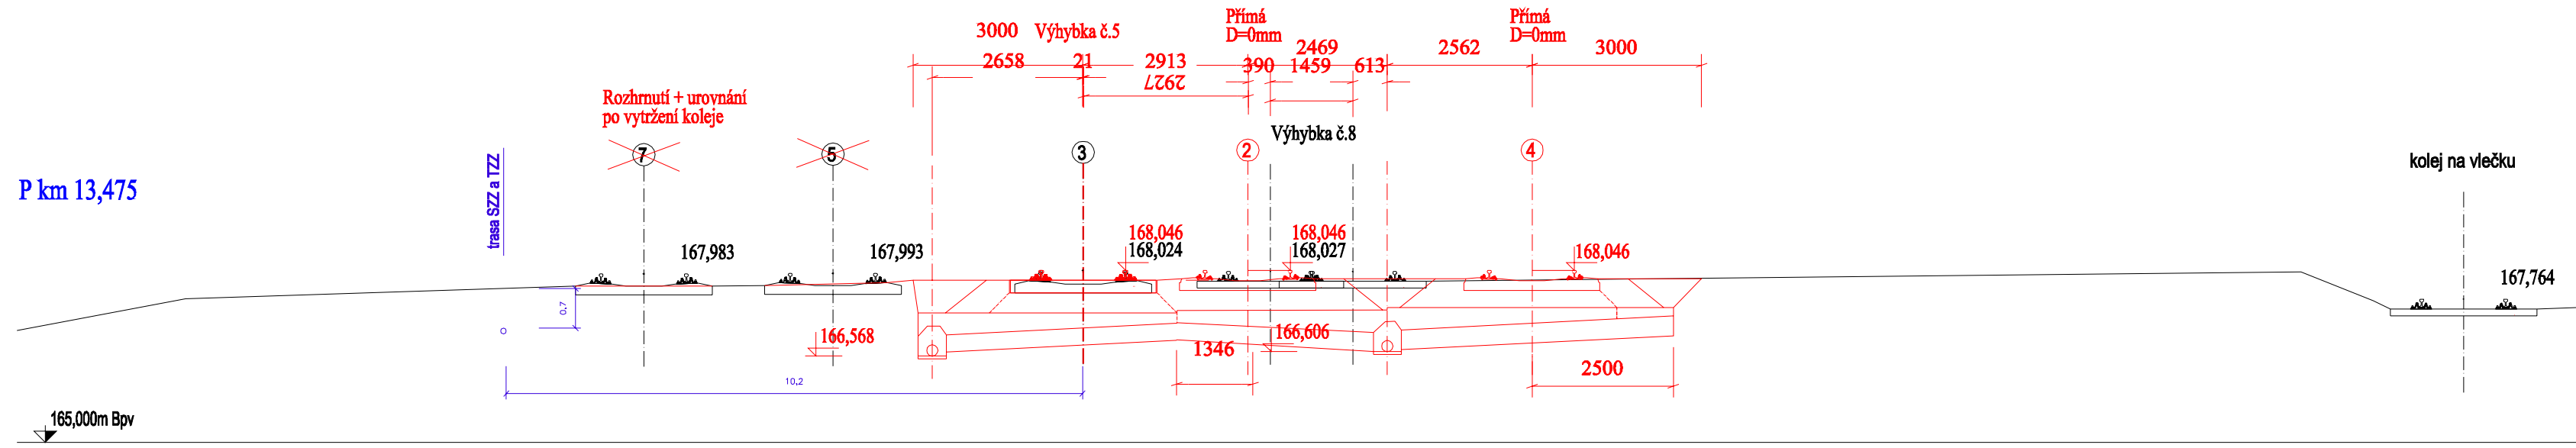 Přímá
D=0mm
Přímá
D=0mm
3000
Výhybka č.5
2469
2562
3000
2658
21
2913
390
1459
613
2927
Rozhrnutí + urovnání
po vytržení koleje
Výhybka č.8
7
5
3
2
4
kolej na vlečku
trasa SZZ a TZZ
P km 13,475
167,983
167,993
168,046
168,024
168,046
168,027
168,046
167,764
0,7
166,568
166,606
1346
2500
10,2
165,000m Bpv